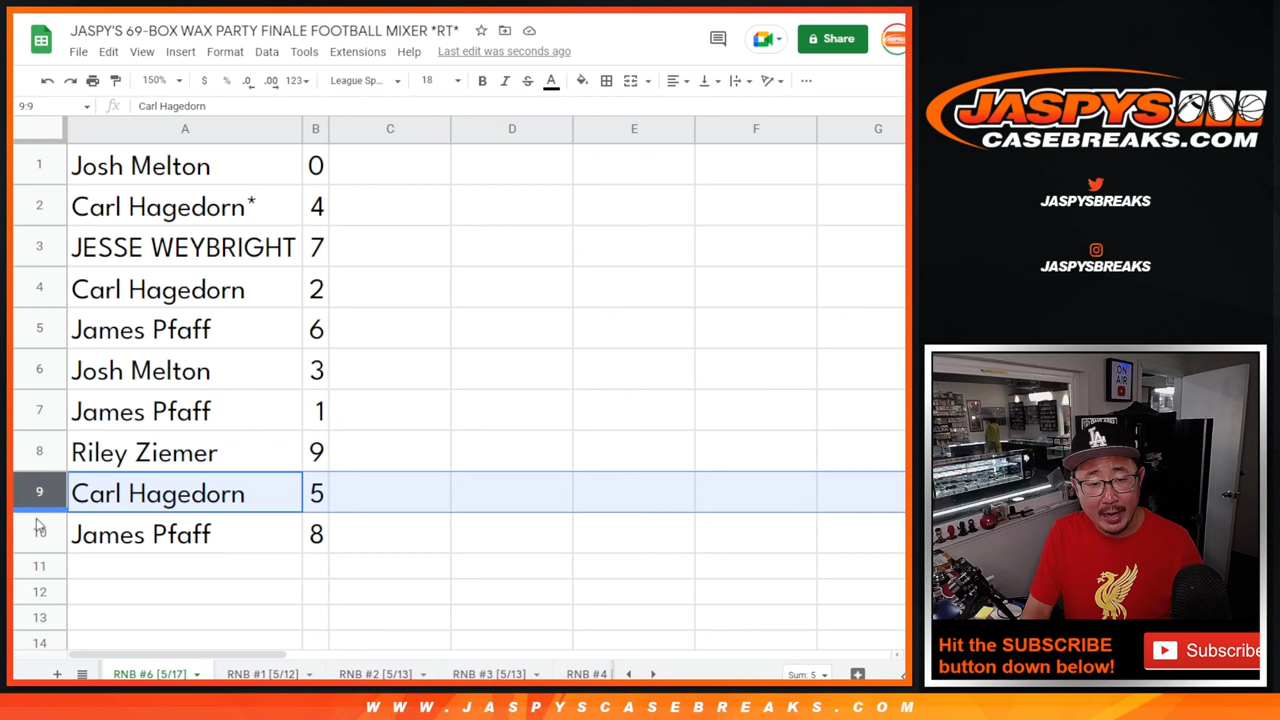 JASPY'S 69-BOX WAX PARTY FINALE FOOTBALL MIXER *RT*
File Edit View Insert Format Data Tools Extensions Help Last edit was seconds ago
Share
150% $ % .0 .00 123 League Sp... 18 B I S A
9:9 fx Carl Hagedorn
A B C D E F G
1 Josh Melton 0
2 Carl Hagedorn* 4
3 JESSE WEYBRIGHT 7
4 Carl Hagedorn 2
5 James Pfaff 6
6 Josh Melton 3
7 James Pfaff 1
8 Riley Ziemer 9
9 Carl Hagedorn 5
10 James Pfaff 8
11
12
13
14
RNB #6 [5/17] RNB #1 [5/12] RNB #2 [5/13] RNB #3 [5/13] RNB #4 Sum: 5
JASPYS
CASEBREAKS.COM
JASPYSBREAKS
JASPYSBREAKS
ON
AIR
LA
Hit the SUBSCRIBE
button down below!
Subscribe
WWW.JASPYSCASEBREAKS.COM